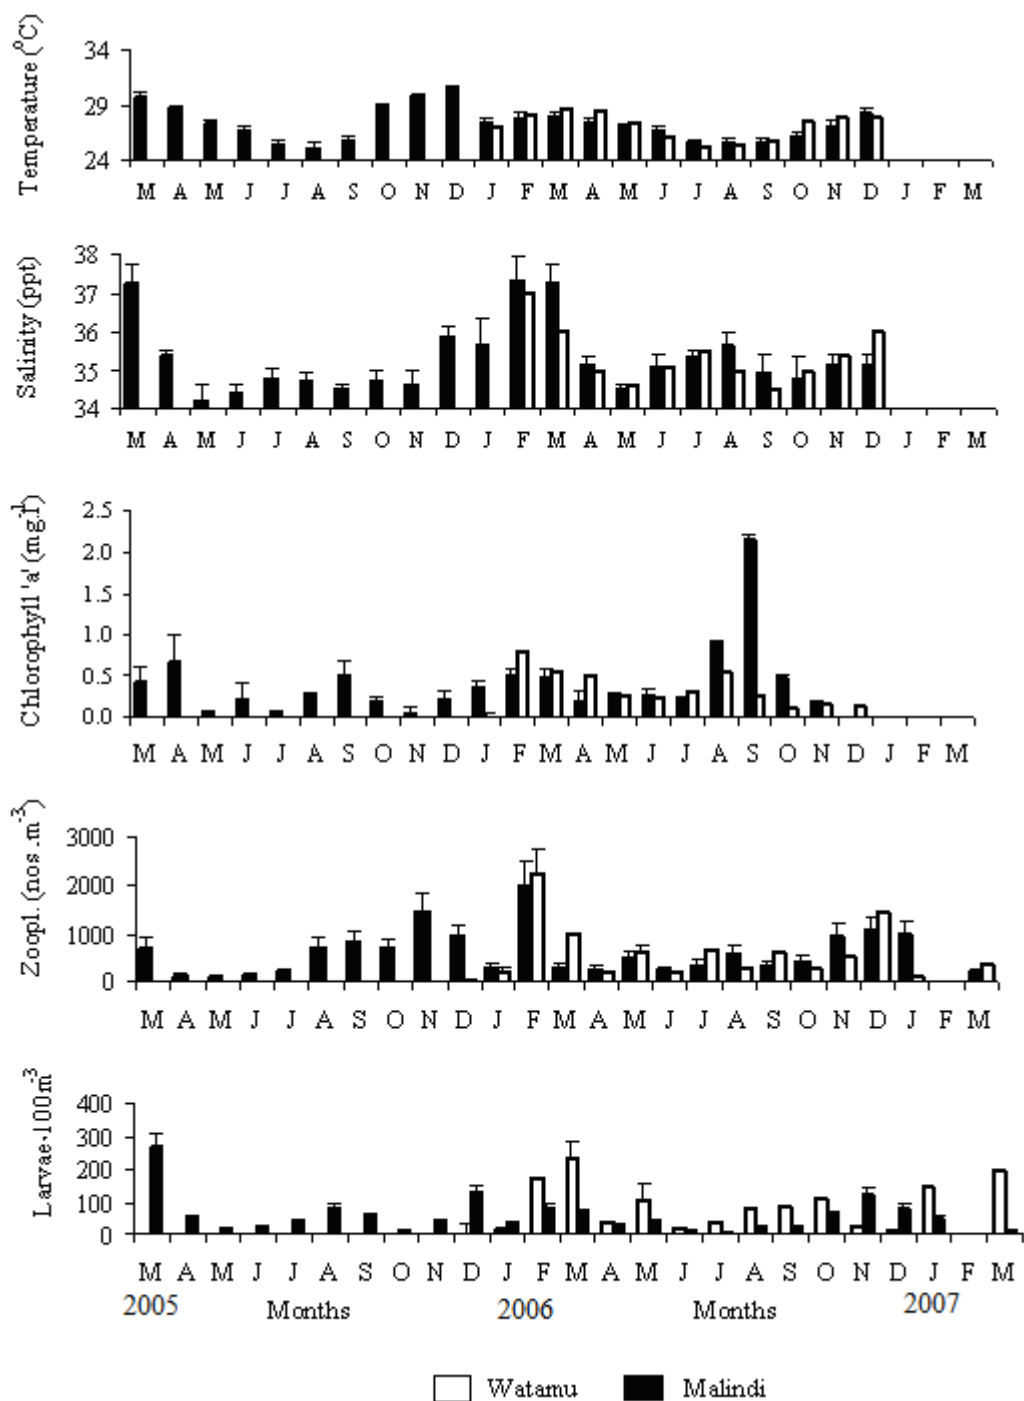 Temperature (⁰C)
34
29
24
M A M J J A S O N D J F M A M J J A S O N D J F M
Salinity (ppt)
38
37
36
35
34
M A M J J A S O N D J F M A M J J A S O N D J F M
Chlorophyll 'a' (mg.l
2.5
2.0
1.5
1.0
0.5
0.0
M A M J J A S O N D J F M A M J J A S O N D J F M
Zoopl. (nos.m⁻³)
3000
2000
1000
0
M A M J J A S O N D J F M A M J J A S O N D J F M
Larvae·100m⁻³
400
300
200
100
0
M A M J J A S O N D J F M A M J J A S O N D J F M
2005 Months 2006 Months 2007
Watamu Malindi